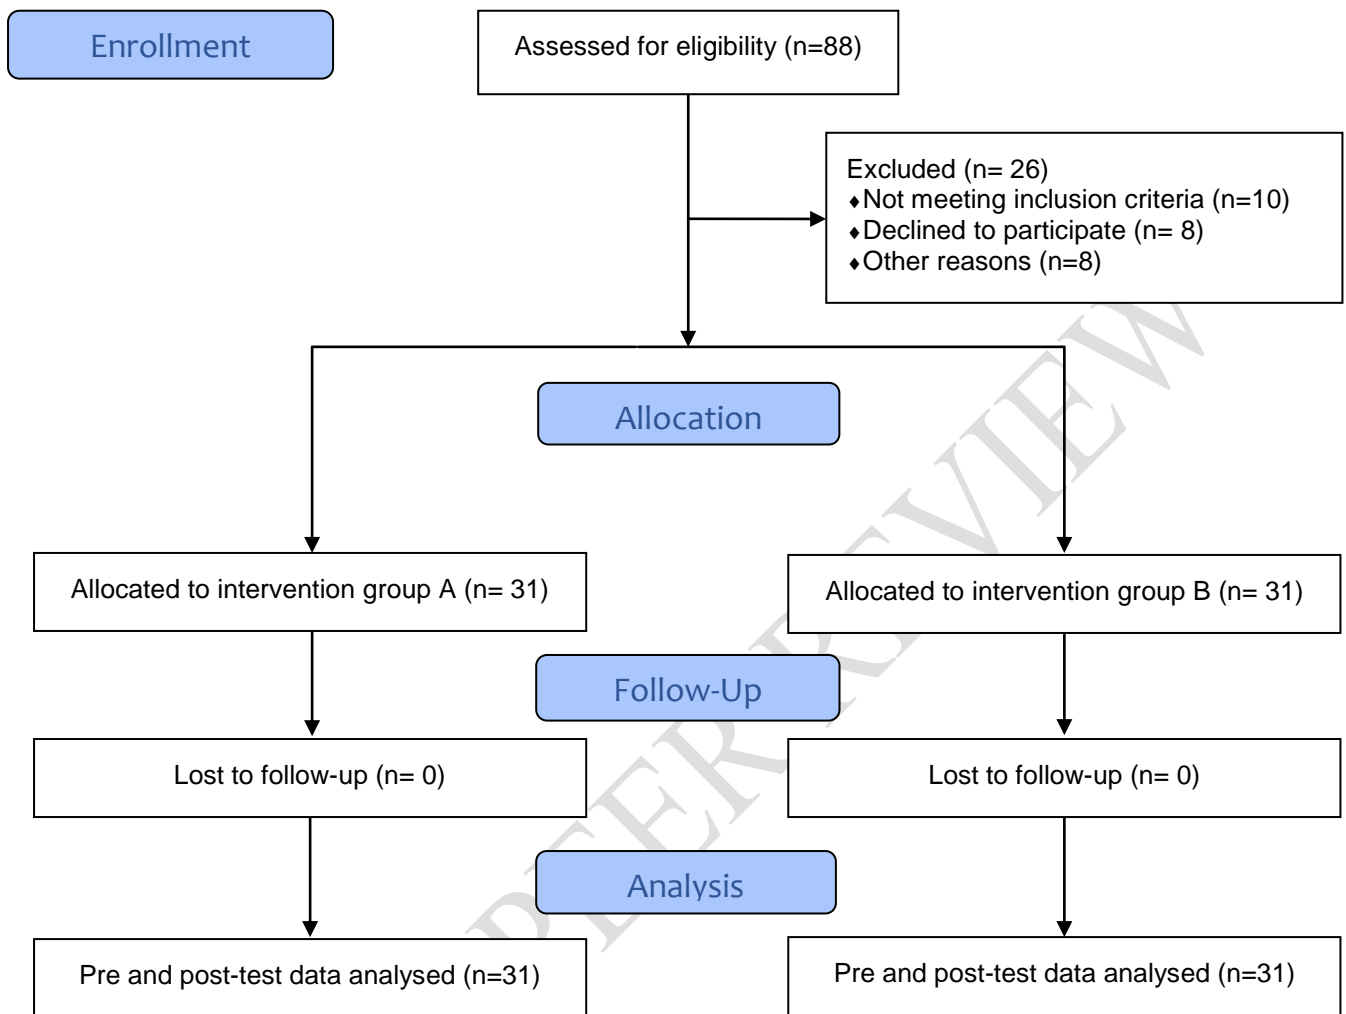 Enrollment
Assessed for eligibility (n=88)
Excluded (n= 26)
♦Not meeting inclusion criteria (n=10)
♦Declined to participate (n= 8)
♦Other reasons (n=8)
Allocation
Allocated to intervention group A (n= 31)
Allocated to intervention group B (n= 31)
Follow-Up
Lost to follow-up (n= 0)
Lost to follow-up (n= 0)
Analysis
Pre and post-test data analysed (n=31)
Pre and post-test data analysed (n=31)
PEER REVIEW